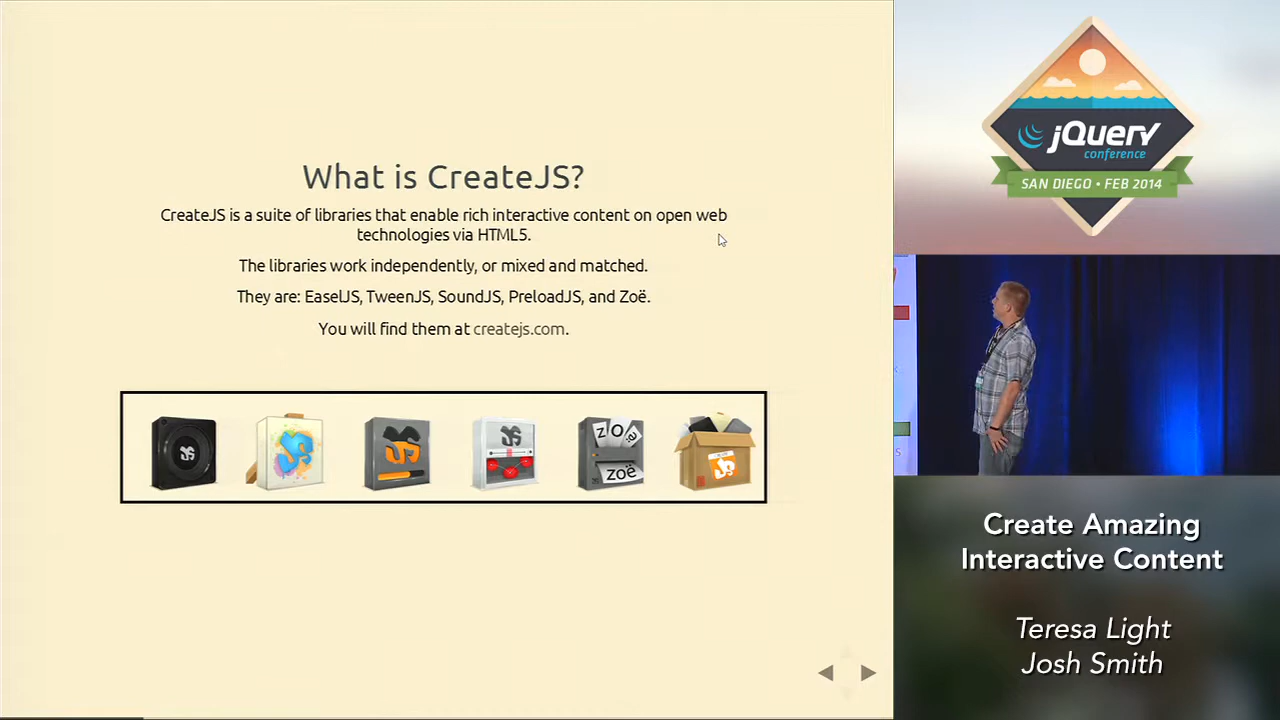 What is CreateJS?
CreateJS is a suite of libraries that enable rich interactive content on open web
technologies via HTML5.
The libraries work independently, or mixed and matched.
They are: EaselJS, TweenJS, SoundJS, PreloadJS, and Zoë.
You will find them at createjs.com.
zoë
zoë
jQuery
conference
SAN DIEGO • FEB 2014
Create Amazing
Interactive Content
Teresa Light
Josh Smith